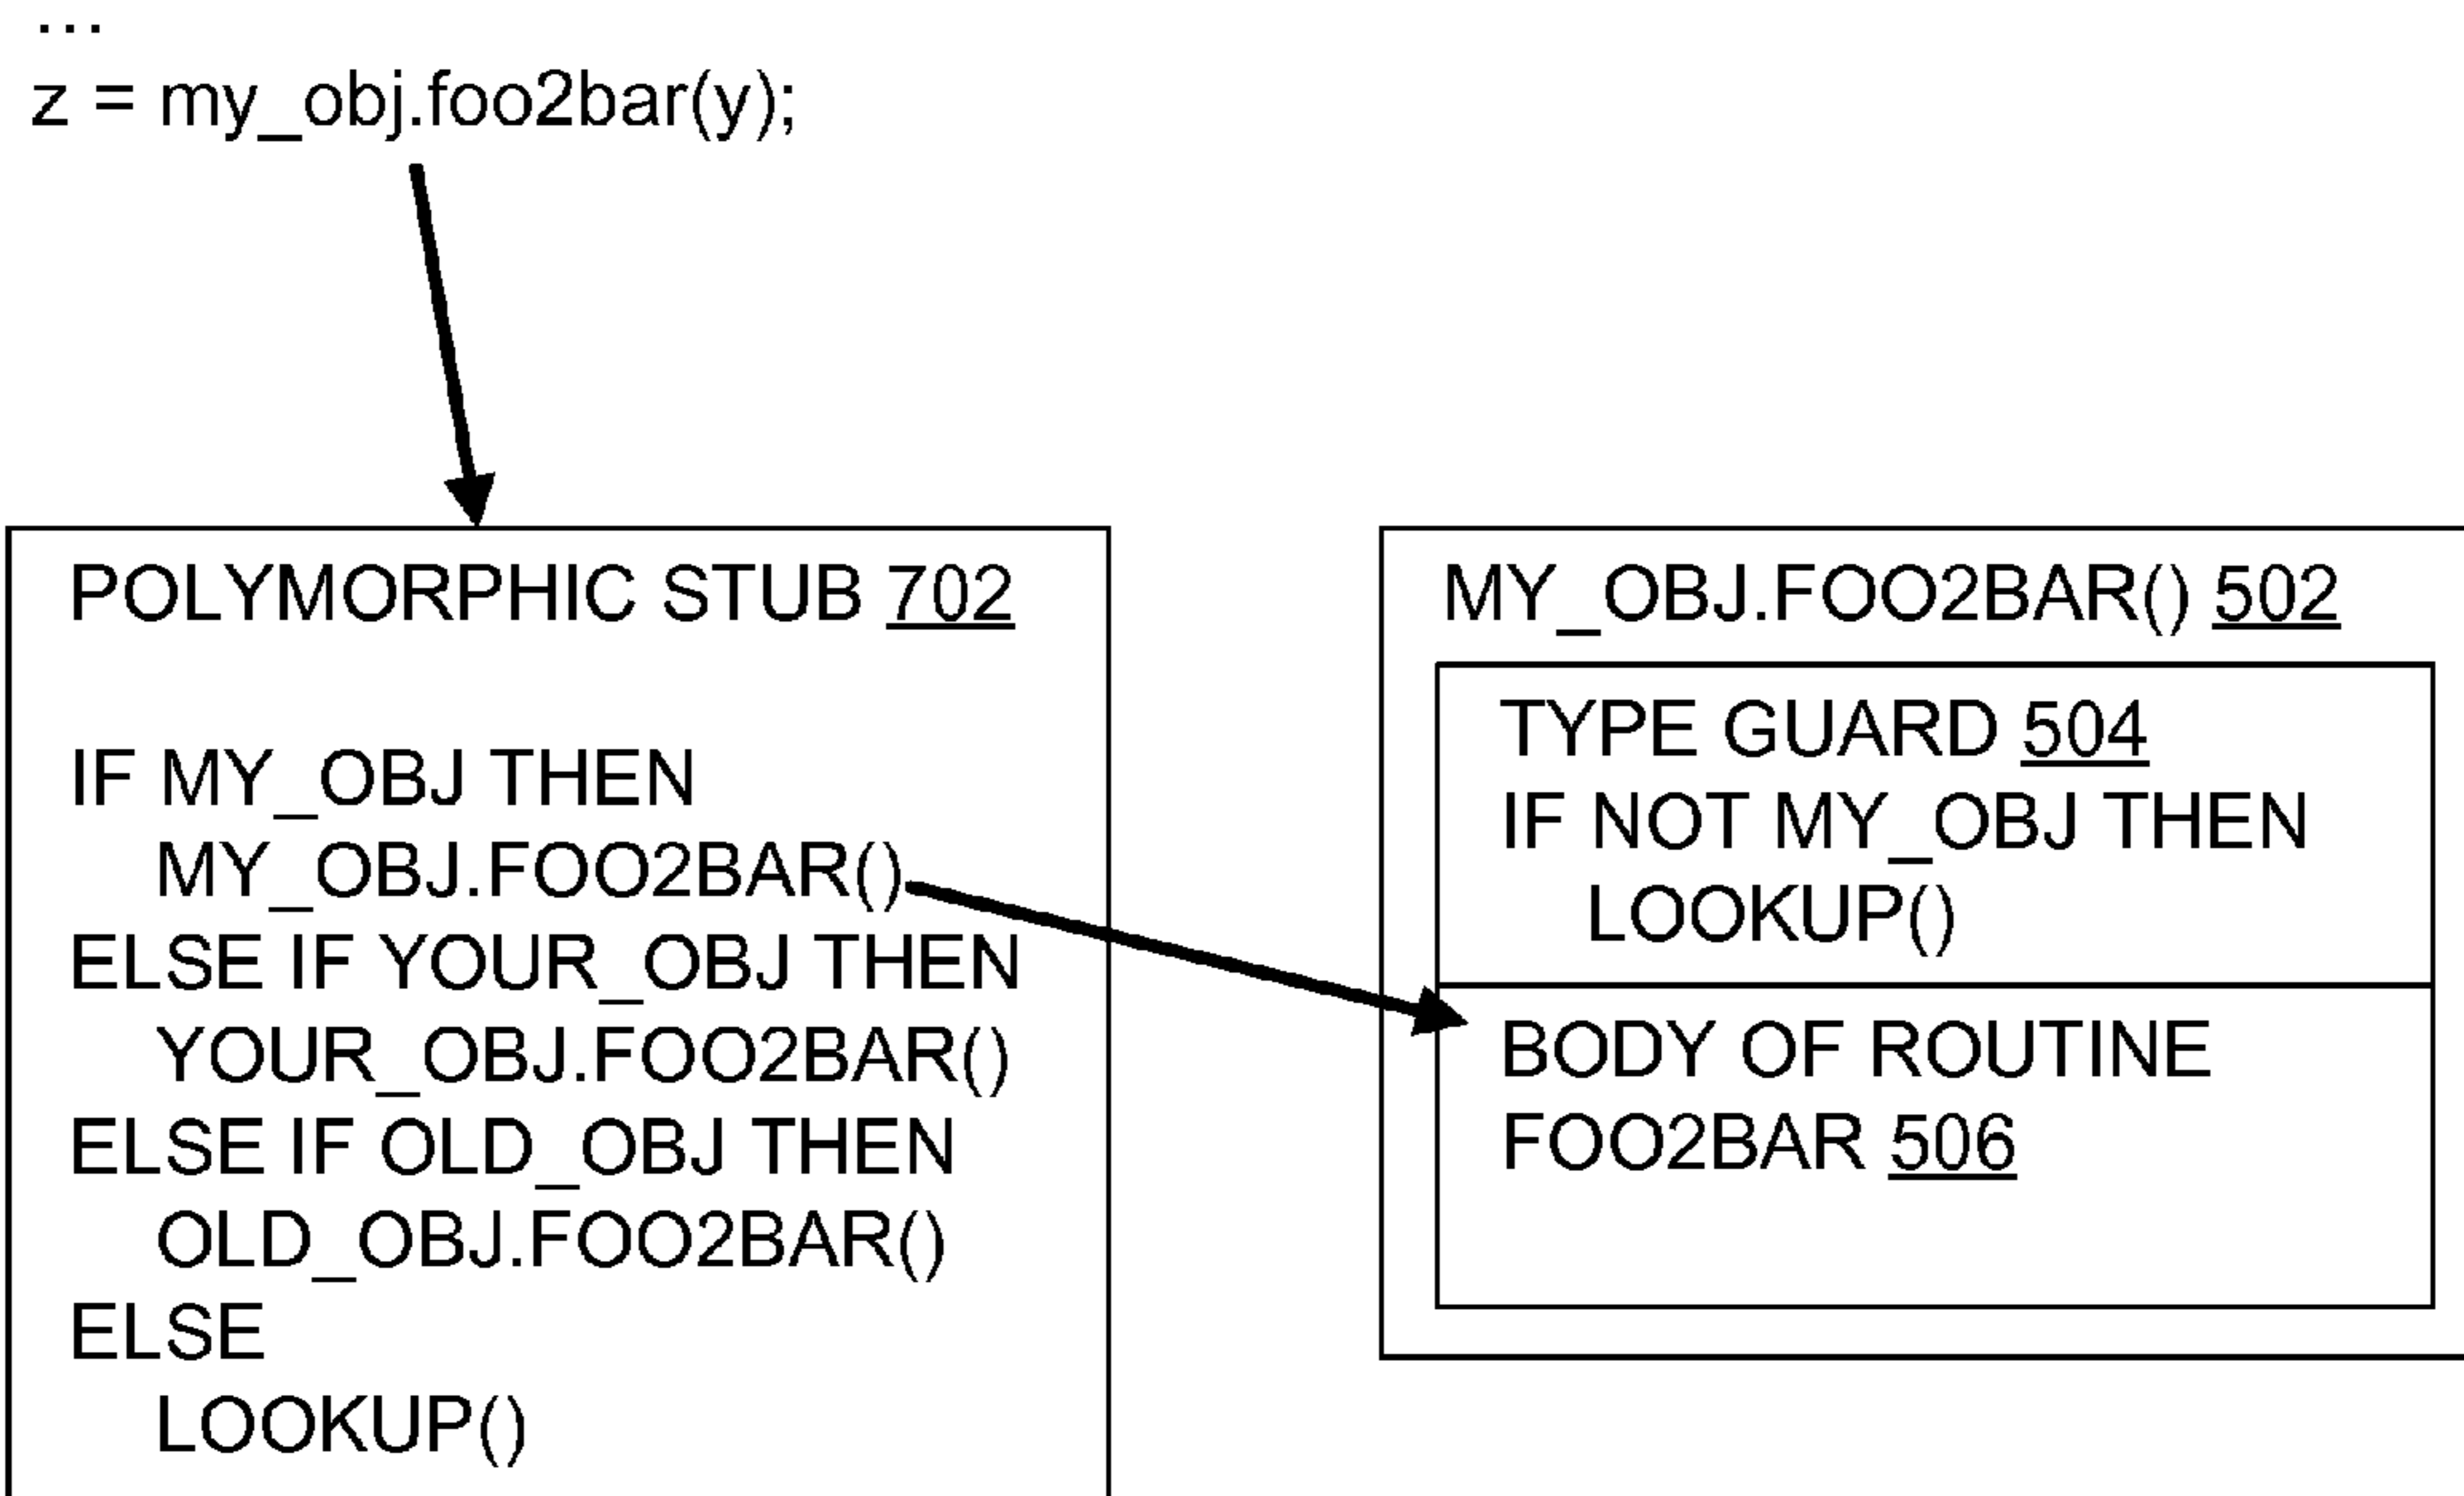 ...
z = my_obj.foo2bar(y);
POLYMORPHIC STUB 702
IF MY_OBJ THEN
MY_OBJ.FOO2BAR()
ELSE IF YOUR_OBJ THEN
YOUR_OBJ.FOO2BAR()
ELSE IF OLD_OBJ THEN
OLD_OBJ.FOO2BAR()
ELSE
LOOKUP()
MY_OBJ.FOO2BAR() 502
TYPE GUARD 504
IF NOT MY_OBJ THEN
LOOKUP()
BODY OF ROUTINE
FOO2BAR 506